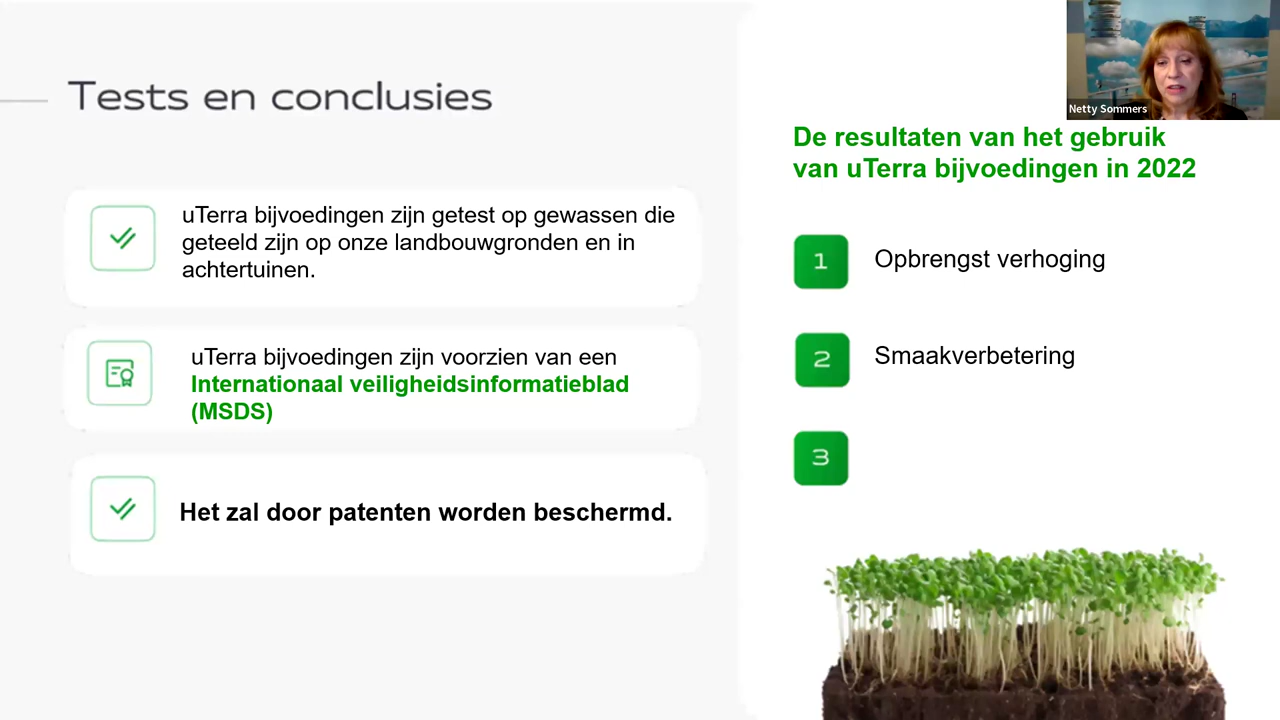 Tests en conclusies
uTerra bijvoedingen zijn getest op gewassen die
geteeld zijn op onze landbouwgronden en in
achtertuinen.
uTerra bijvoedingen zijn voorzien van een
Internationaal veiligheidsinformatieblad
(MSDS)
Het zal door patenten worden beschermd.
Netty Sommers
De resultaten van het gebruik
van uTerra bijvoedingen in 2022
1 Opbrengst verhoging
2 Smaakverbetering
3